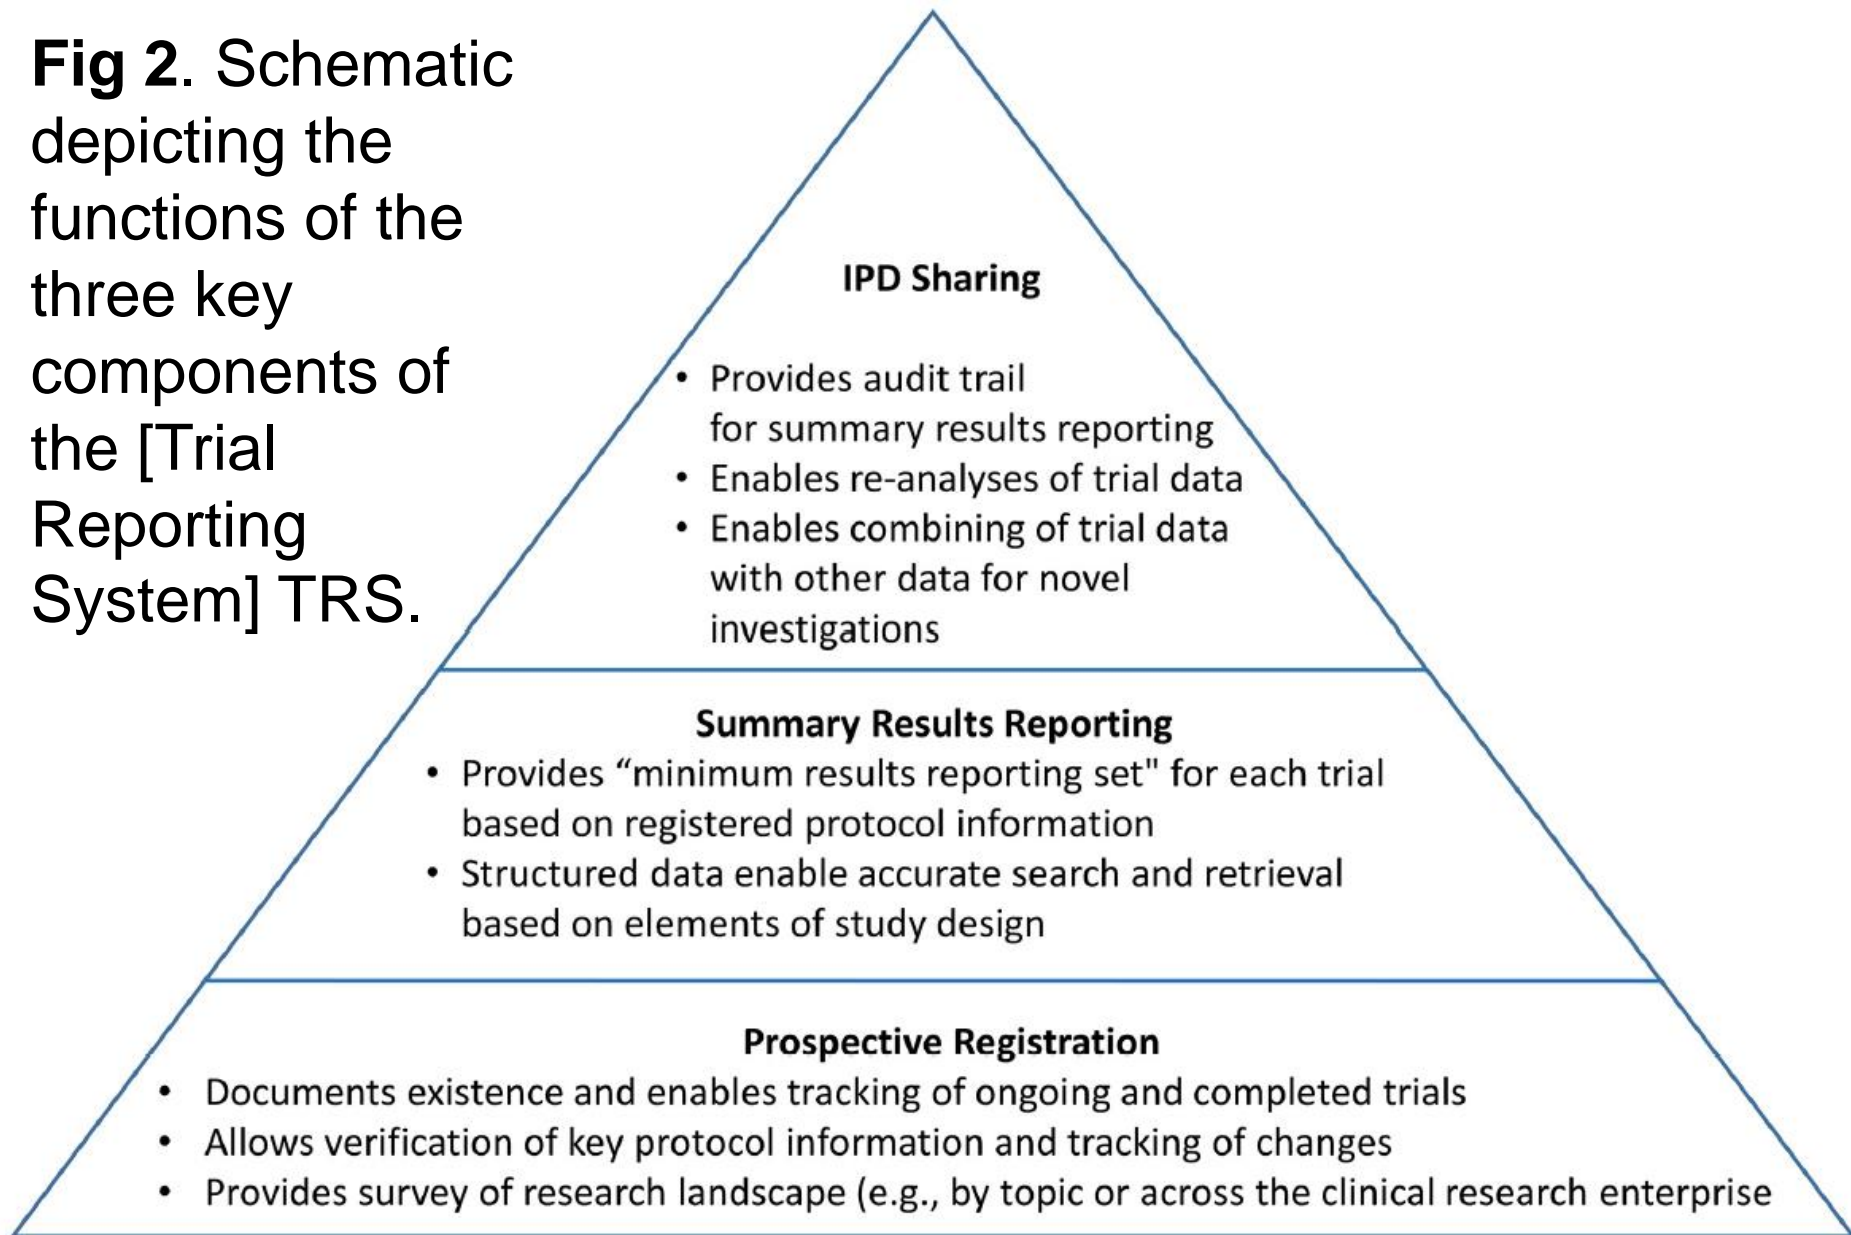 Fig 2. Schematic
depicting the
functions of the
three key
components of
the [Trial
Reporting
System] TRS.
IPD Sharing
• Provides audit trail
for summary results reporting
• Enables re-analyses of trial data
• Enables combining of trial data
with other data for novel
investigations
Summary Results Reporting
• Provides “minimum results reporting set" for each trial
based on registered protocol information
• Structured data enable accurate search and retrieval
based on elements of study design
Prospective Registration
• Documents existence and enables tracking of ongoing and completed trials
• Allows verification of key protocol information and tracking of changes
• Provides survey of research landscape (e.g., by topic or across the clinical research enterprise